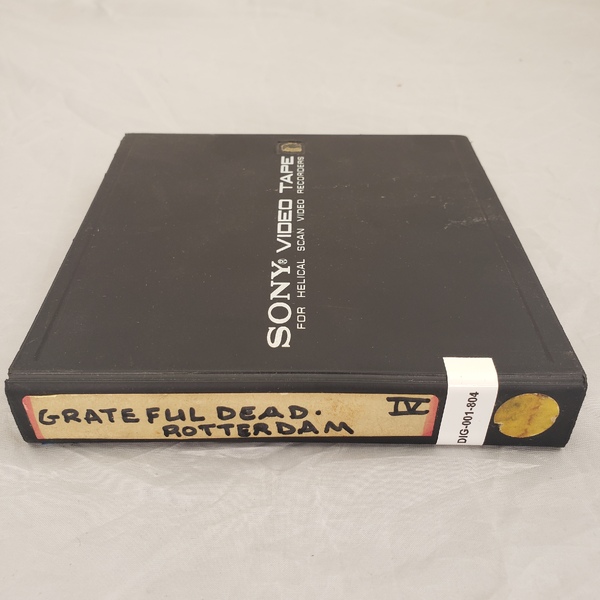 SONY® VIDEO TAPE
FOR HELICAL SCAN VIDEO RECORDERS
GRATEFUL DEAD.
ROTTERDAM
IV
DIG-001-804